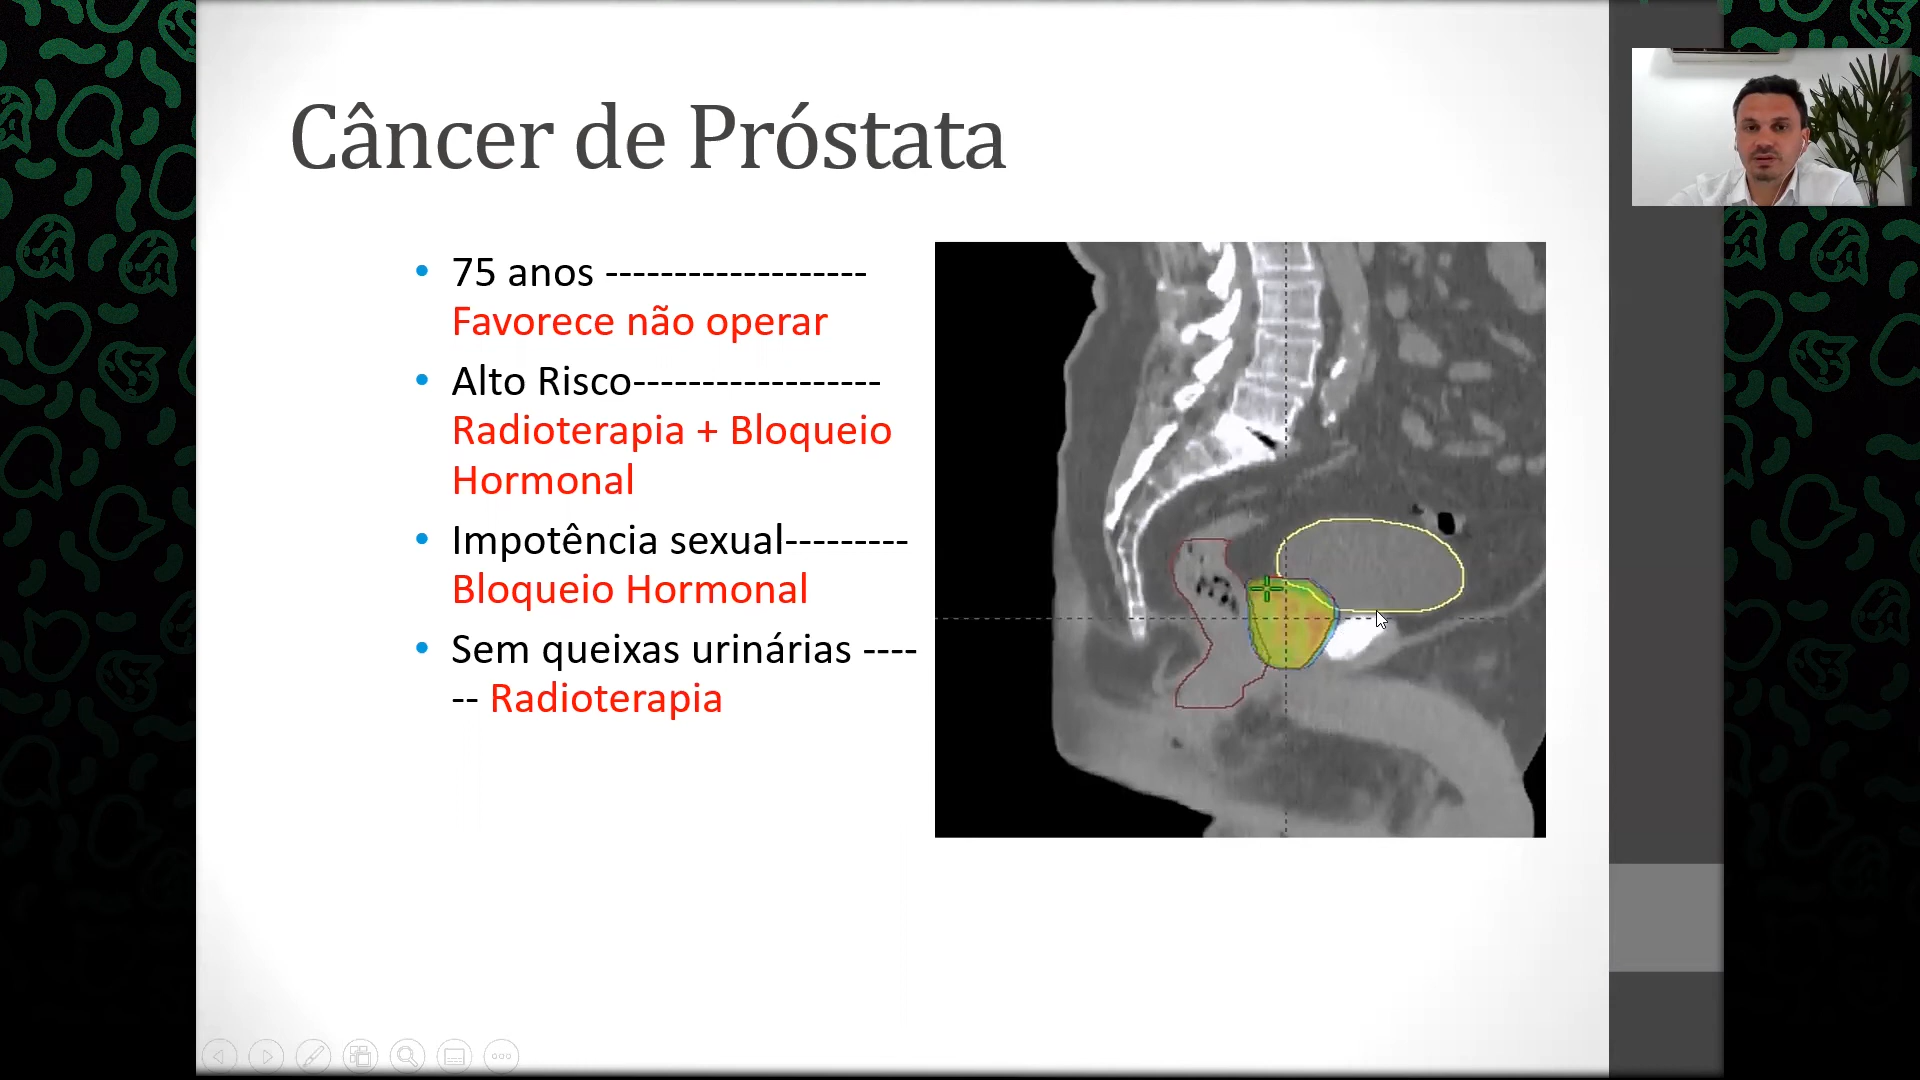 Câncer de Próstata
• 75 anos -------------------
Favorece não operar
• Alto Risco------------------
Radioterapia + Bloqueio
Hormonal
• Impotência sexual---------
Bloqueio Hormonal
• Sem queixas urinárias ----
-- Radioterapia